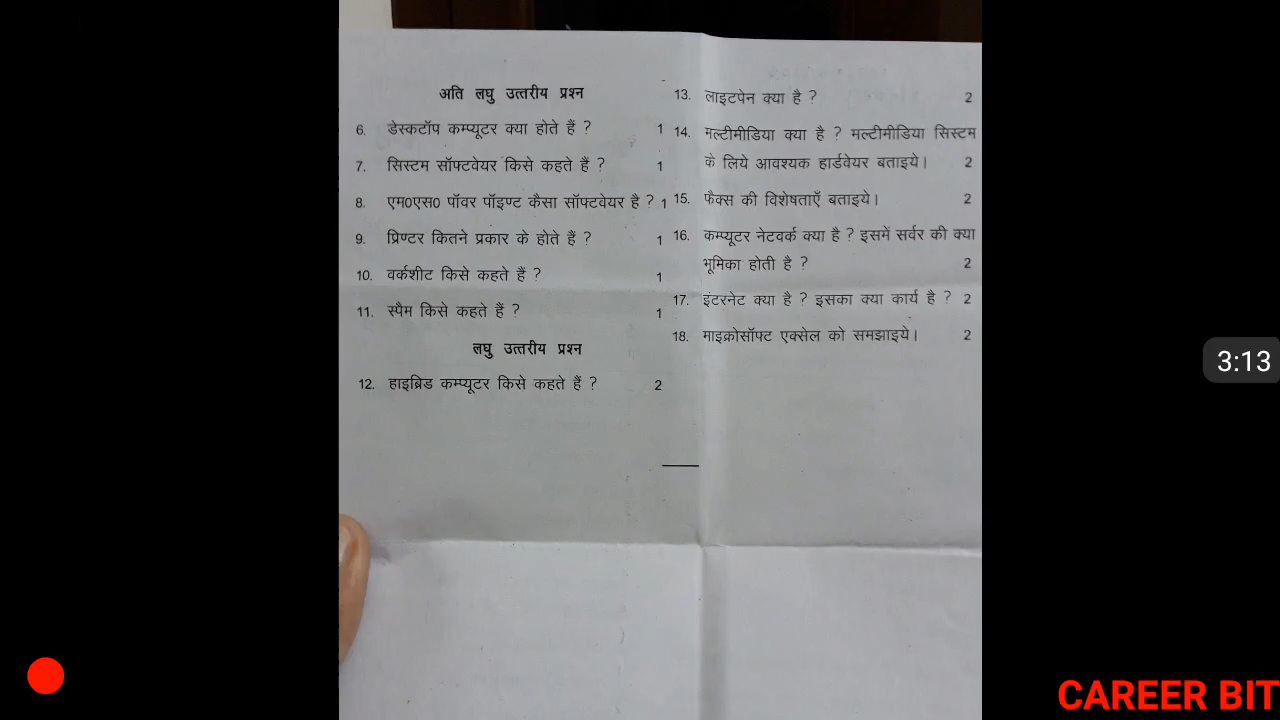 अति लघु उत्तरीय प्रश्न
6. डेस्कटॉप कम्प्यूटर क्या होते हैं ? 1
7. सिस्टम सॉफ्टवेयर किसे कहते हैं ? 1
8. एम0एस0 पॉवर पॉइण्ट कैसा सॉफ्टवेयर है ? 1
9. प्रिण्टर कितने प्रकार के होते हैं ? 1
10. वर्कशीट किसे कहते हैं ? 1
11. स्पैम किसे कहते हैं ? 1
लघु उत्तरीय प्रश्न
12. हाइब्रिड कम्प्यूटर किसे कहते हैं ? 2
13. लाइटपेन क्या है ? 2
14. मल्टीमीडिया क्या है ? मल्टीमीडिया सिस्टम
के लिये आवश्यक हार्डवेयर बताइये। 2
15. फैक्स की विशेषताएँ बताइये। 2
16. कम्प्यूटर नेटवर्क क्या है ? इसमें सर्वर की क्या
भूमिका होती है ? 2
17. इंटरनेट क्या है ? इसका क्या कार्य है ? 2
18. माइक्रोसॉफ्ट एक्सेल को समझाइये। 2
3:13
CAREER BIT